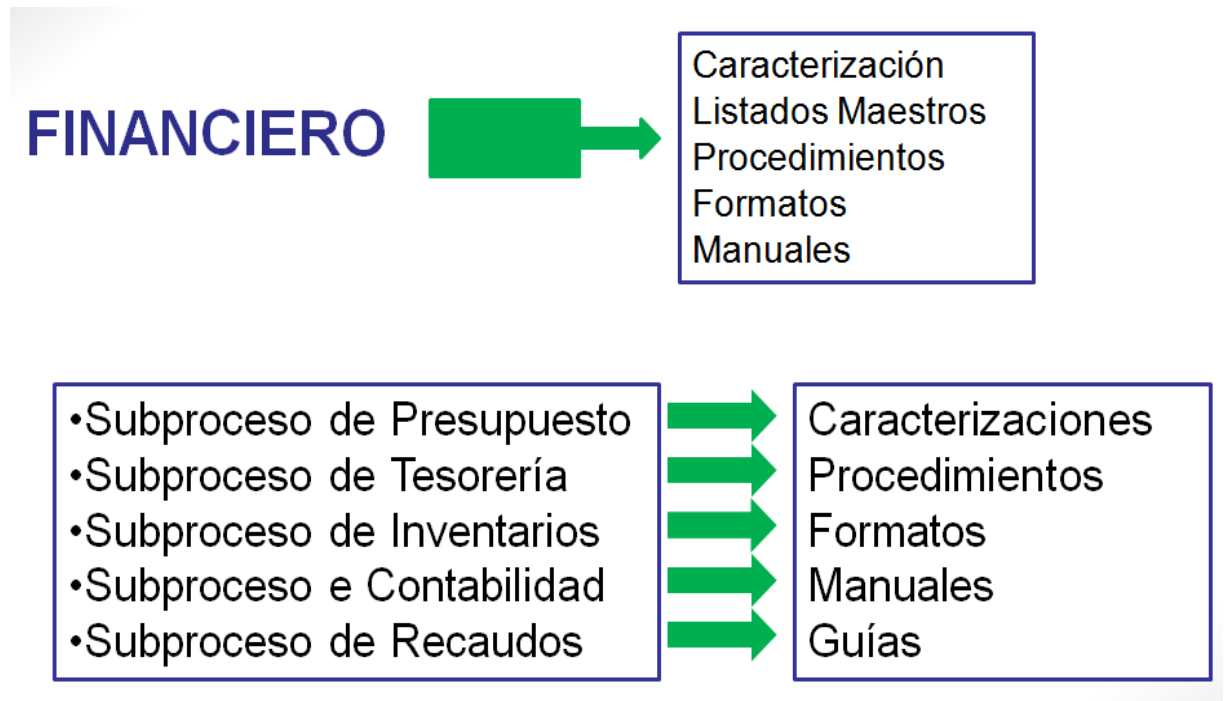 FINANCIERO
Caracterización
Listados Maestros
Procedimientos
Formatos
Manuales
•Subproceso de Presupuesto
•Subproceso de Tesorería
•Subproceso de Inventarios
•Subproceso e Contabilidad
•Subproceso de Recaudos
Caracterizaciones
Procedimientos
Formatos
Manuales
Guías